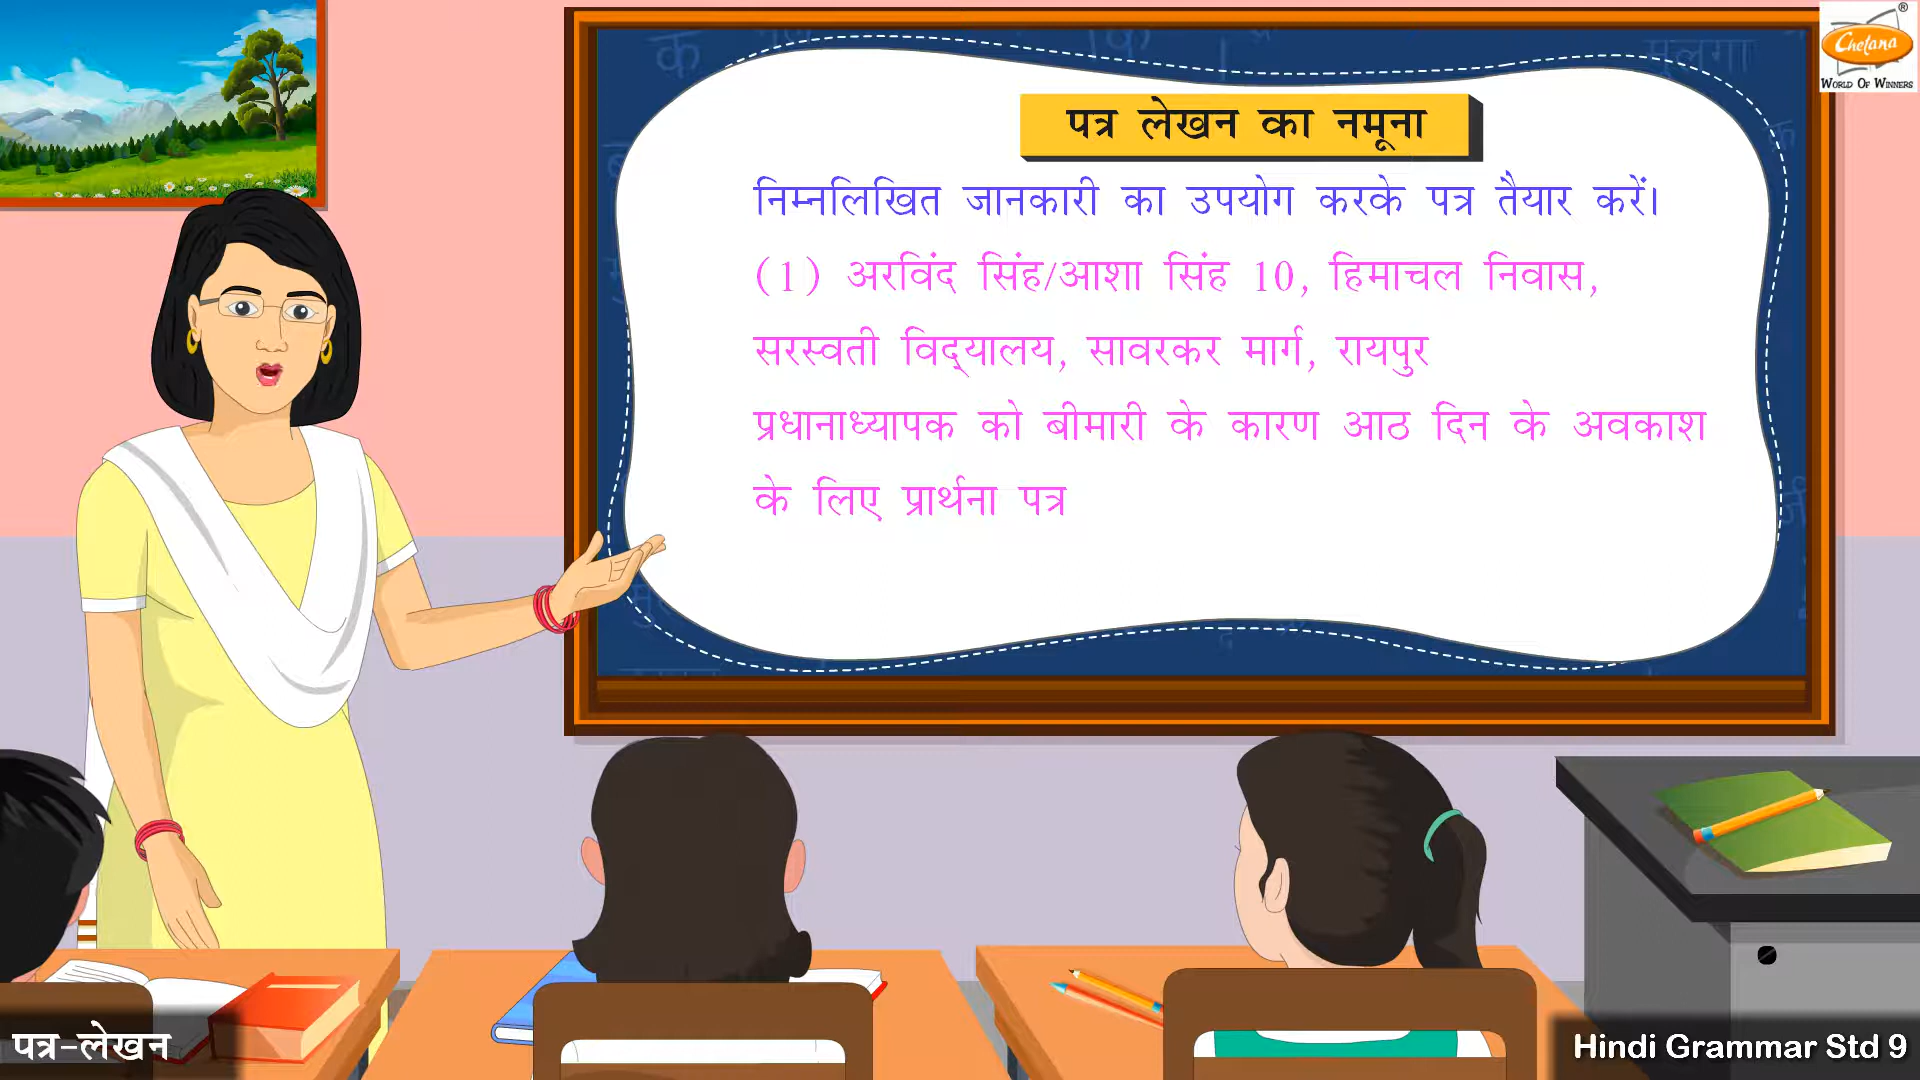 Chetana
®
WORLD OF WINNERS
पत्र लेखन का नमूना
निम्नलिखित जानकारी का उपयोग करके पत्र तैयार करें।
(1) अरविंद सिंह/आशा सिंह 10, हिमाचल निवास,
सरस्वती विद्‌यालय, सावरकर मार्ग, रायपुर
प्रधानाध्यापक को बीमारी के कारण आठ दिन के अवकाश
के लिए प्रार्थना पत्र
पत्र-लेखन
Hindi Grammar Std 9